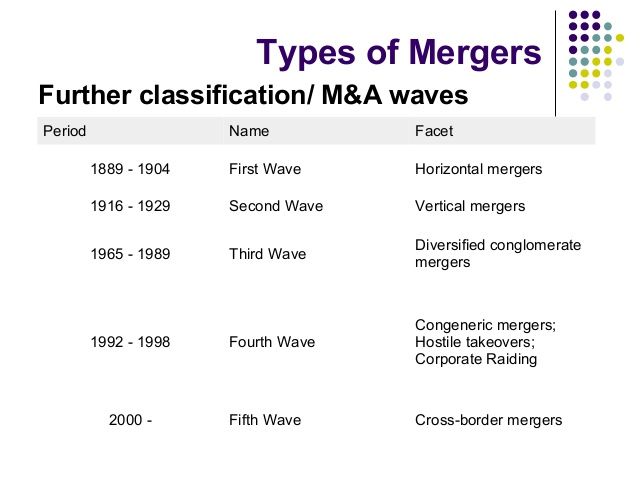 Types of Mergers
Further classification/ M&A waves
Period Name Facet
1889 - 1904 First Wave Horizontal mergers
1916 - 1929 Second Wave Vertical mergers
1965 - 1989 Third Wave Diversified conglomerate
mergers
1992 - 1998 Fourth Wave Congeneric mergers;
Hostile takeovers;
Corporate Raiding
2000 - Fifth Wave Cross-border mergers